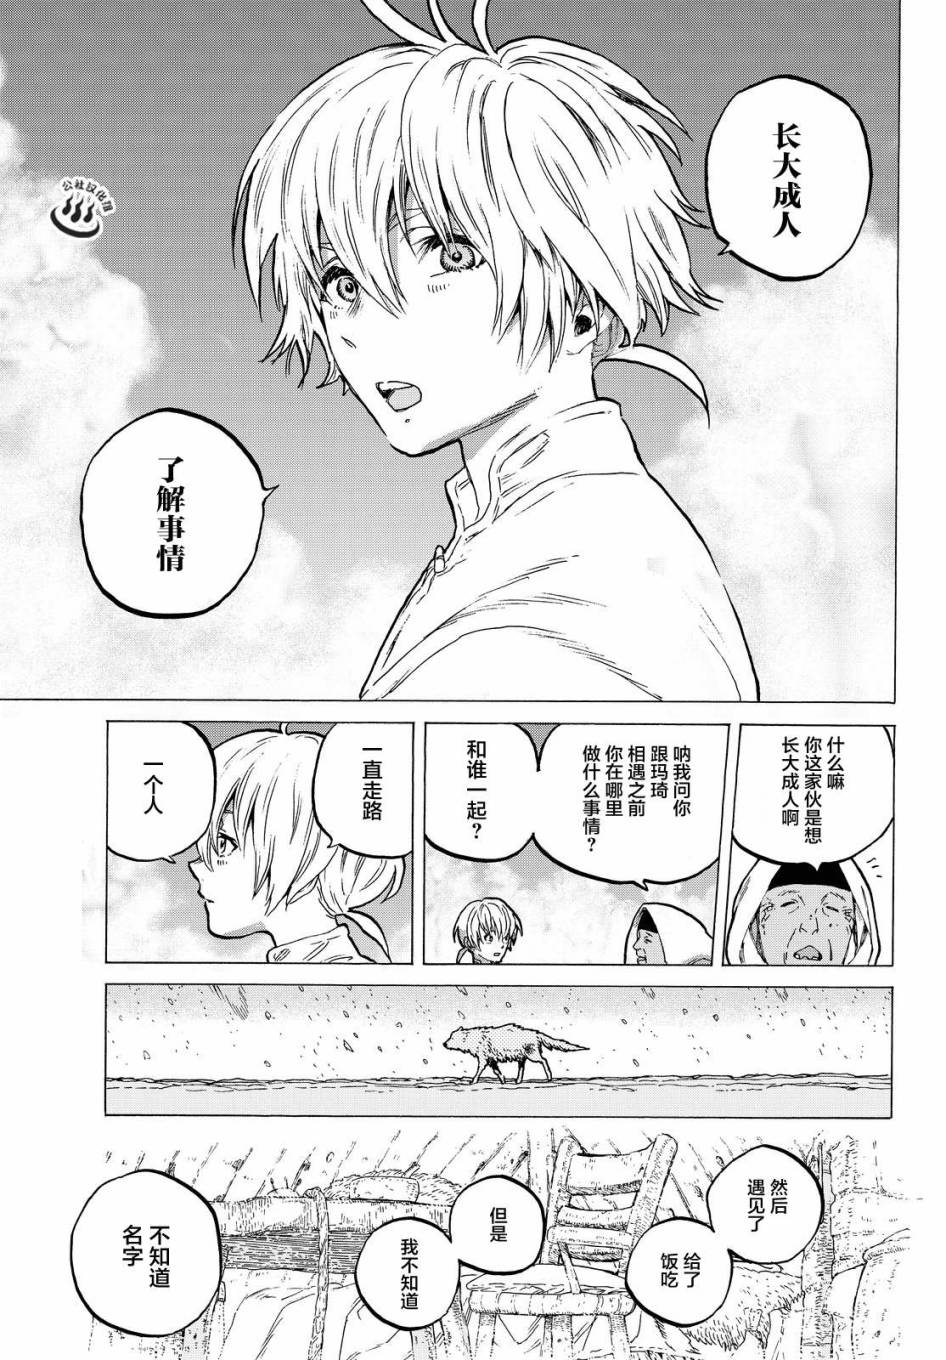 长大成人
公社汉化组
了解事情
什么嘛
你这家伙是想
长大成人啊
呐我问你
跟玛琦
相遇之前
你在哪里
做什么事情？
和谁一起？
一直走路
一个人
然后
遇见了
给了
饭吃
但是
我不知道
不知道
名字